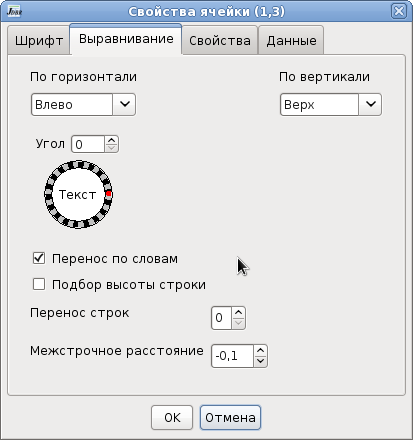 Свойства ячейки (1,3)
Шрифт Выравнивание Свойства Данные
По горизонтали По вертикали
Влево Верх
Угол 0
Текст
Перенос по словам
Подбор высоты строки
Перенос строк 0
Межстрочное расстояние -0,1
OK Отмена